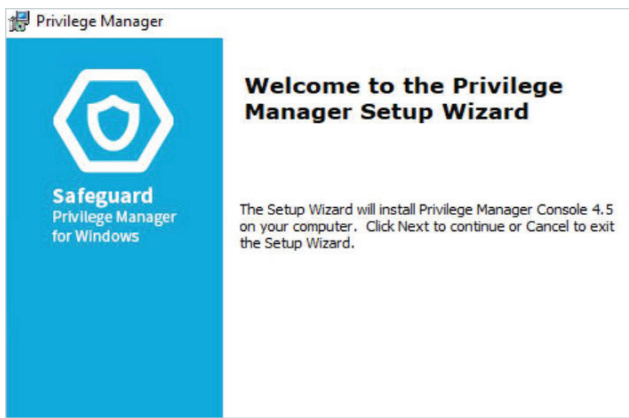 Privilege Manager
Welcome to the Privilege
Manager Setup Wizard
Safeguard
Privilege Manager
for Windows
The Setup Wizard will install Privilege Manager Console 4.5
on your computer.  Click Next to continue or Cancel to exit
the Setup Wizard.